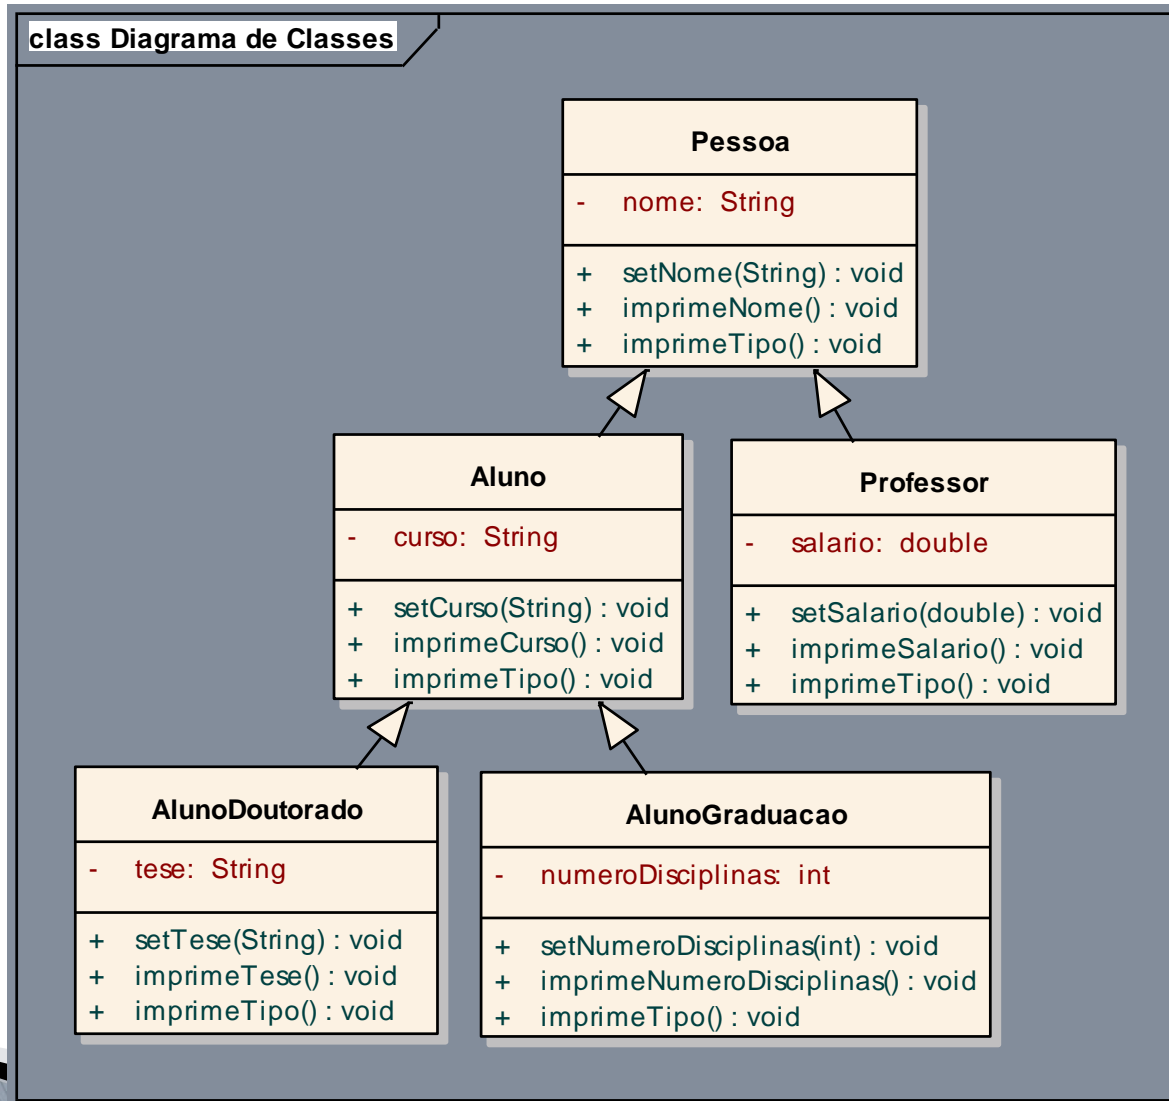 class Diagrama de Classes
Pessoa
- nome: String
+ setNome(String) : void
+ imprimeNome() : void
+ imprimeTipo() : void
Aluno
- curso: String
+ setCurso(String) : void
+ imprimeCurso() : void
+ imprimeTipo() : void
Professor
- salario: double
+ setSalario(double) : void
+ imprimeSalario() : void
+ imprimeTipo() : void
AlunoDoutorado
- tese: String
+ setTese(String) : void
+ imprimeTese() : void
+ imprimeTipo() : void
AlunoGraduacao
- numeroDisciplinas: int
+ setNumeroDisciplinas(int) : void
+ imprimeNumeroDisciplinas() : void
+ imprimeTipo() : void